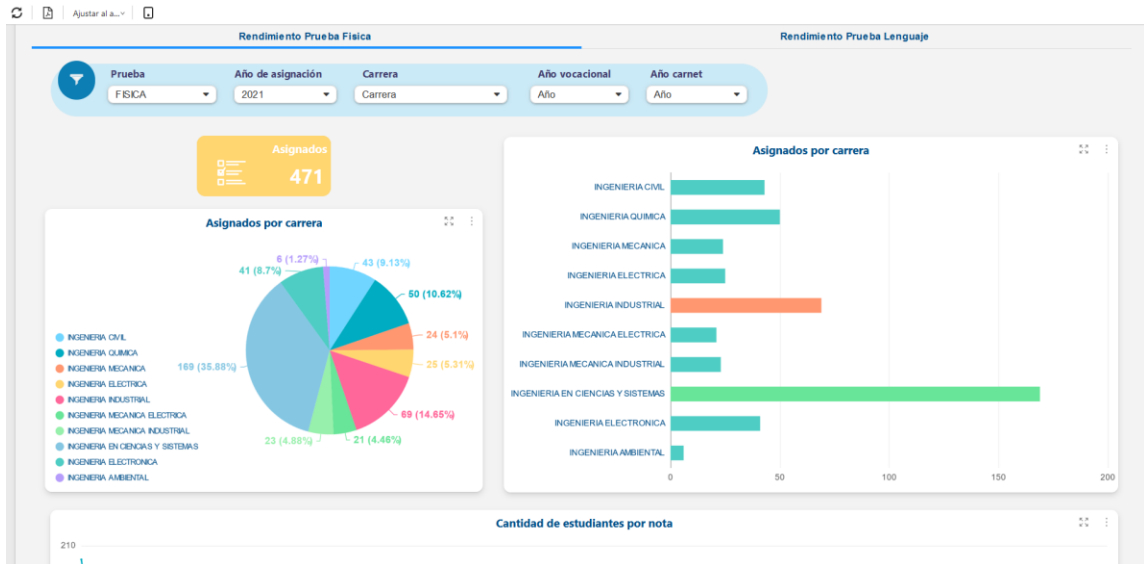 Ajustar al a...
Rendimiento Prueba Fisica
Rendimiento Prueba Lenguaje
Prueba
Año de asignación
Carrera
Año vocacional
Año carnet
FISICA
2021
Carrera
Año
Año
Asignados
471
Asignados por carrera
6 (1.27%)
43 (9.13%)
41 (8.7%)
50 (10.62%)
24 (5.1%)
169 (35.88%)
25 (5.31%)
69 (14.65%)
23 (4.88%)
21 (4.46%)
INGENIERIA CIVIL
INGENIERIA QUIMICA
INGENIERIA MECANICA
INGENIERIA ELECTRICA
INGENIERIA INDUSTRIAL
INGENIERIA MECANICA ELECTRICA
INGENIERIA MECANICA INDUSTRIAL
INGENIERIA EN CIENCIAS Y SISTEMAS
INGENIERIA ELECTRONICA
INGENIERIA AMBIENTAL
Asignados por carrera
INGENIERIA CIVIL
INGENIERIA QUIMICA
INGENIERIA MECANICA
INGENIERIA ELECTRICA
INGENIERIA INDUSTRIAL
INGENIERIA MECANICA ELECTRICA
INGENIERIA MECANICA INDUSTRIAL
INGENIERIA EN CIENCIAS Y SISTEMAS
INGENIERIA ELECTRONICA
INGENIERIA AMBIENTAL
0 50 100 150 200
Cantidad de estudiantes por nota
210